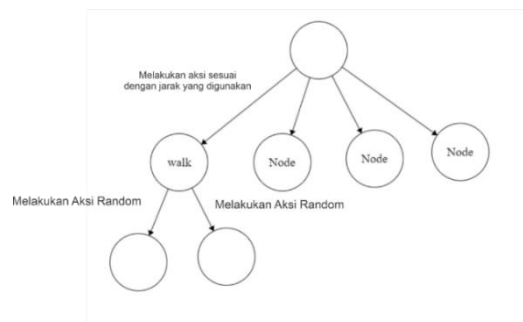 Melakukan aksi sesuai
dengan jarak yang digunakan
walk
Node
Node
Node
Melakukan Aksi Random
Melakukan Aksi Random